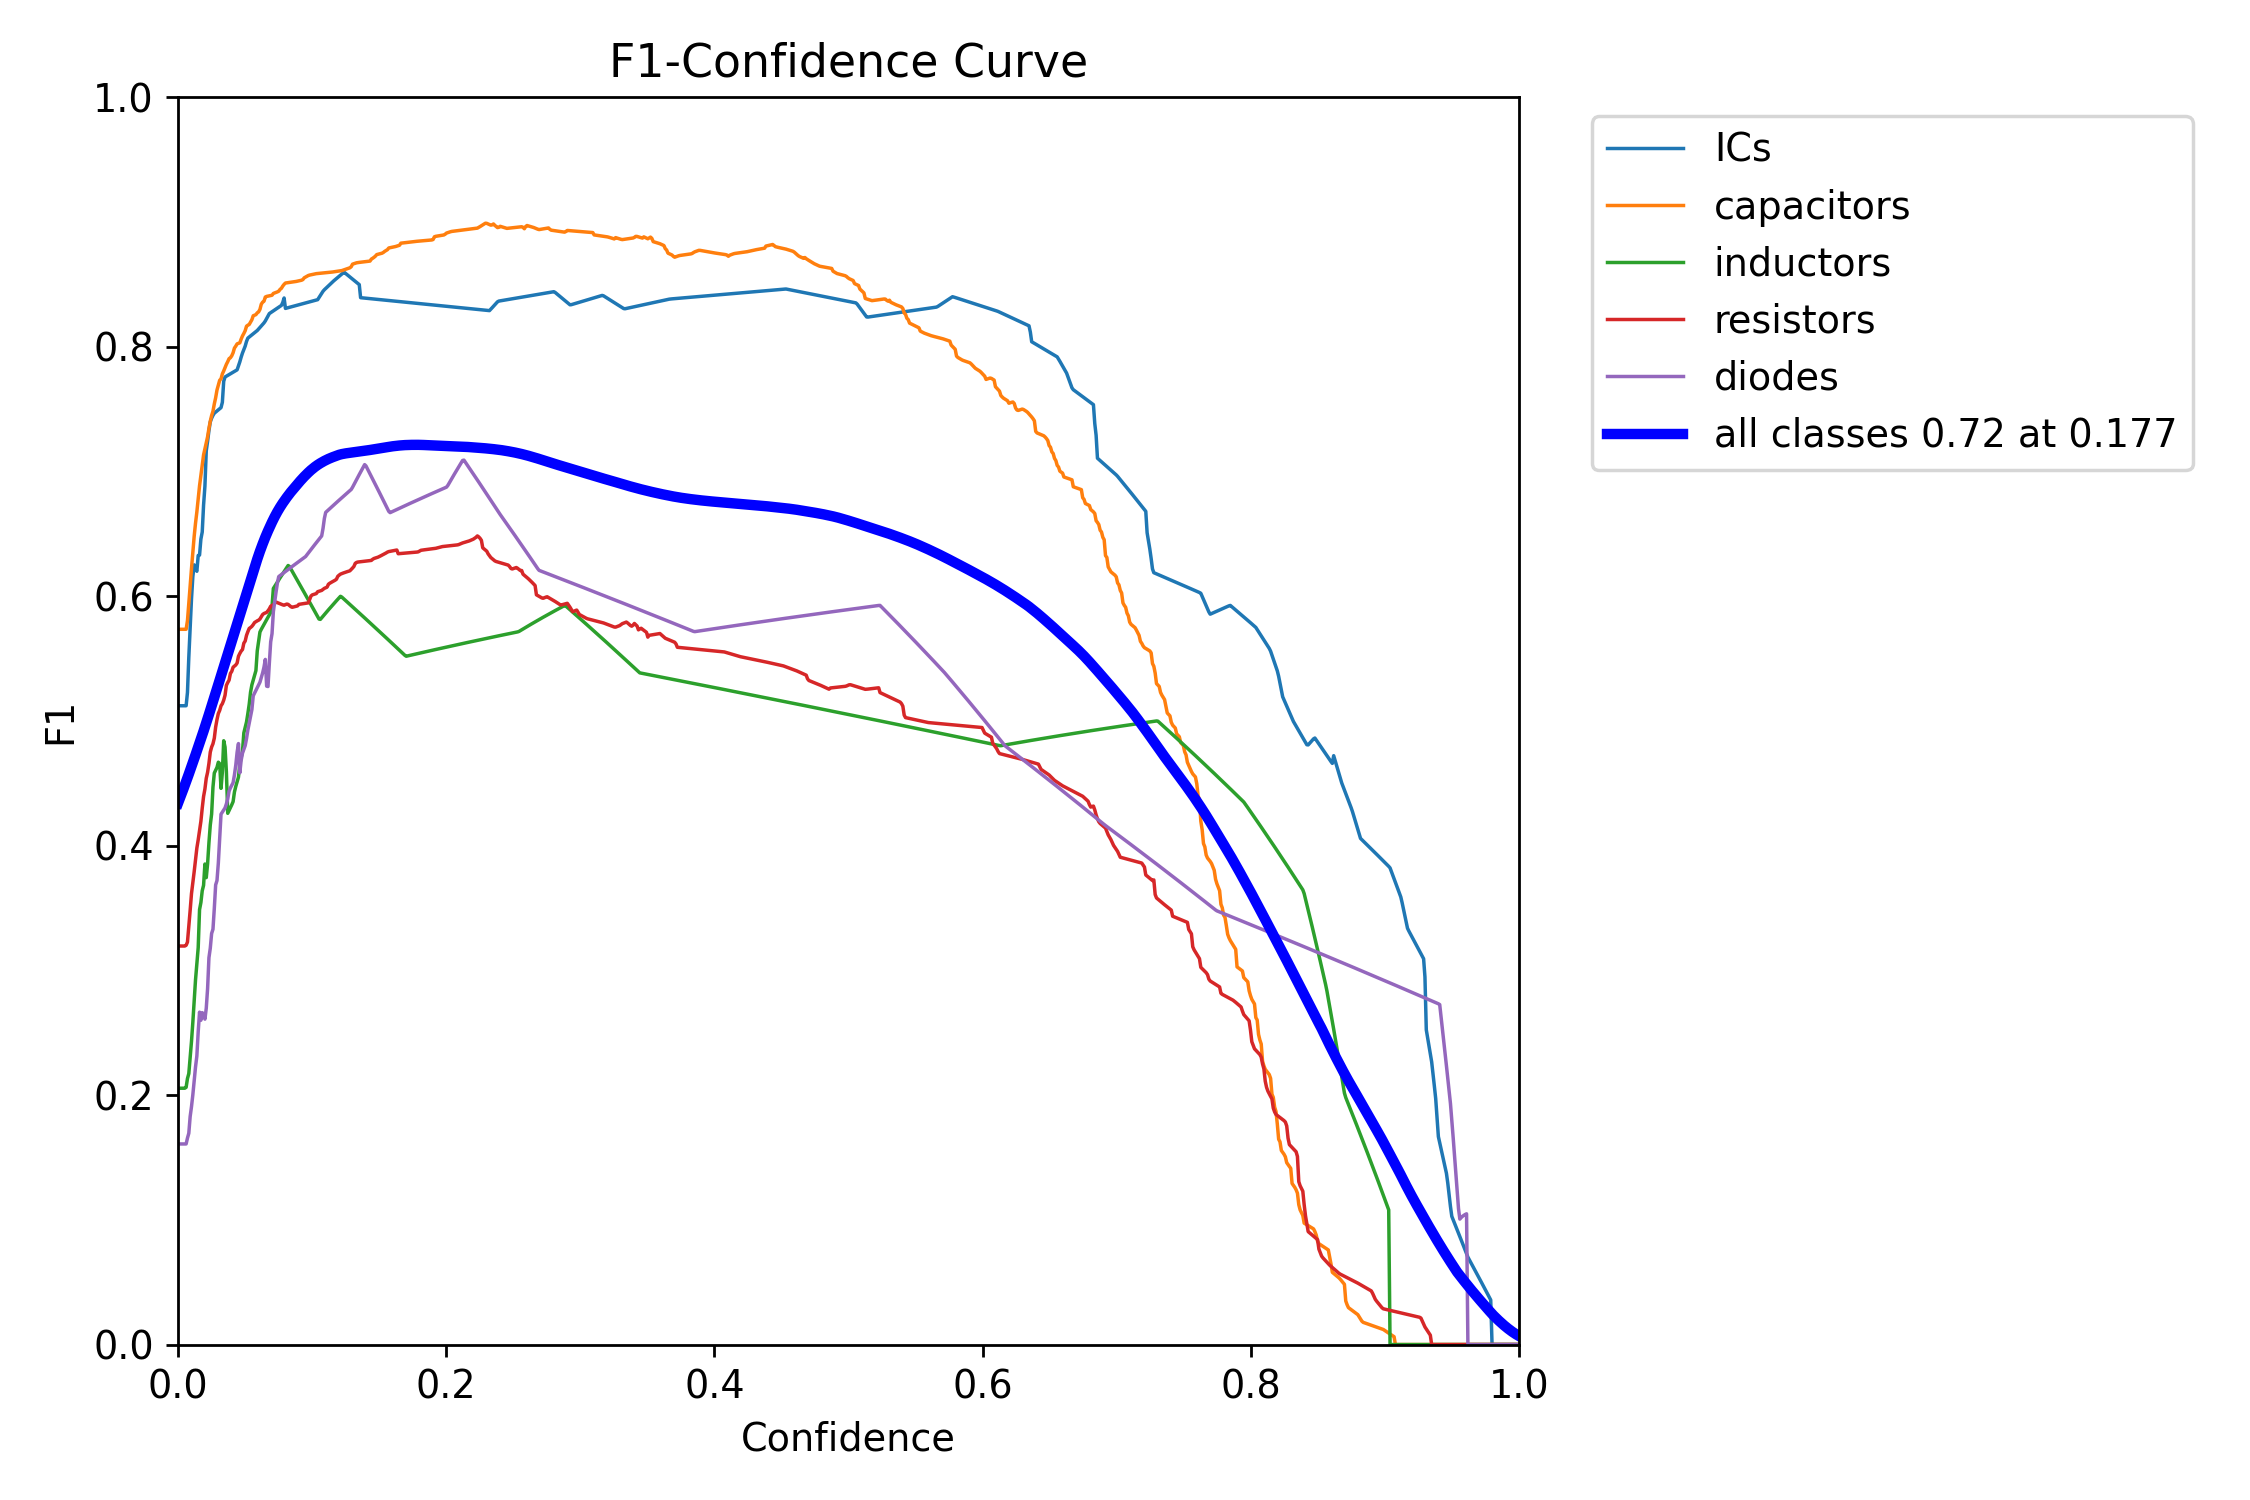 F1-Confidence Curve
1.0
0.8
0.6
0.4
0.2
0.0
F1
0.0 0.2 0.4 0.6 0.8 1.0
Confidence
ICs
capacitors
inductors
resistors
diodes
all classes 0.72 at 0.177